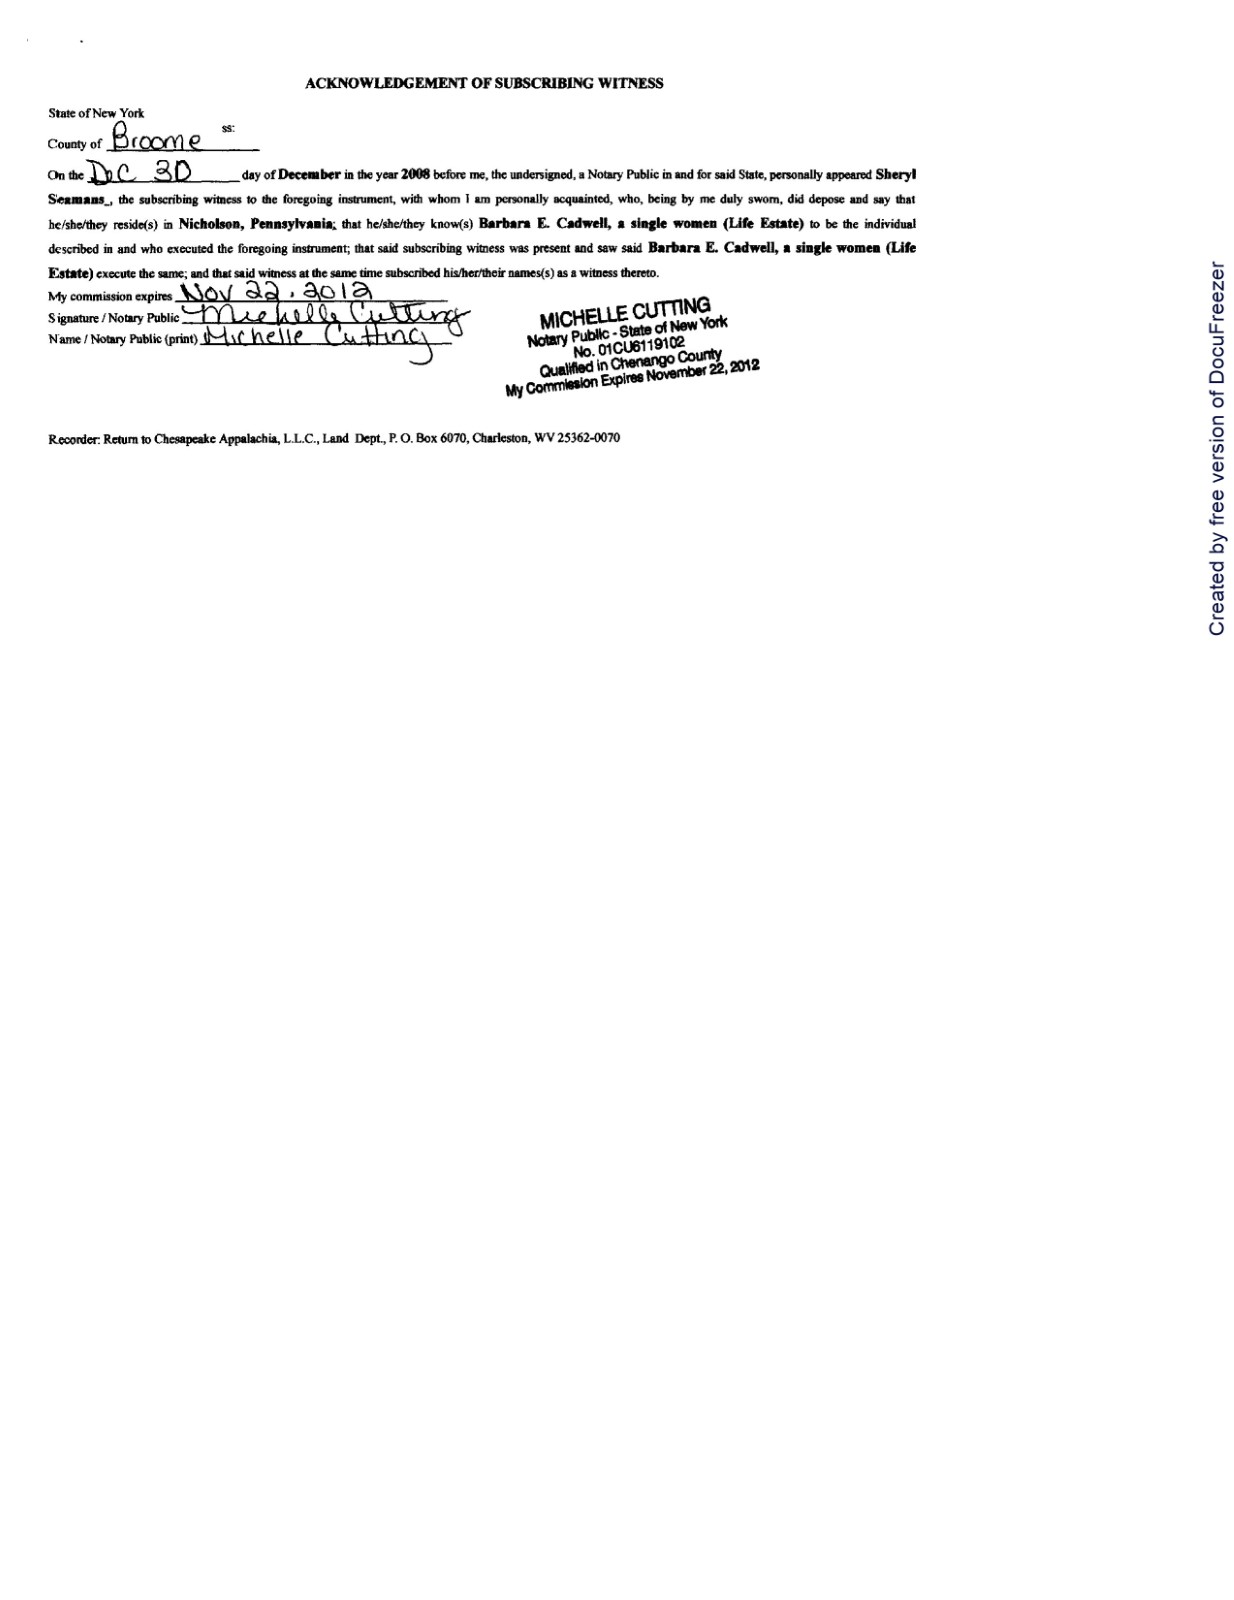 ACKNOWLEDGEMENT OF SUBSCRIBING WITNESS
State of New York
ss:
County of Broome
On the Dec 30 day of December in the year 2008 before me, the undersigned, a Notary Public in and for said State, personally appeared Sheryl
Seamans_, the subscribing witness to the foregoing instrument, with whom I am personally acquainted, who, being by me duly sworn, did depose and say that
he/she/they reside(s) in Nicholson, Pennsylvania; that he/she/they know(s) Barbara E. Cadwell, a single women (Life Estate) to be the individual
described in and who executed the foregoing instrument; that said subscribing witness was present and saw said Barbara E. Cadwell, a single women (Life
Estate) execute the same; and that said witness at the same time subscribed his/her/their names(s) as a witness thereto.
My commission expires Nov 22, 2012
Signature / Notary Public Michelle Cutting
Name / Notary Public (print) Michelle Cutting
MICHELLE CUTTING
Notary Public - State of New York
No. 01CU6119102
Qualified in Chenango County
My Commission Expires November 22, 2012
Recorder: Return to Chesapeake Appalachia, L.L.C., Land Dept., P. O. Box 6070, Charleston, WV 25362-0070
Created by free version of DocuFreezer